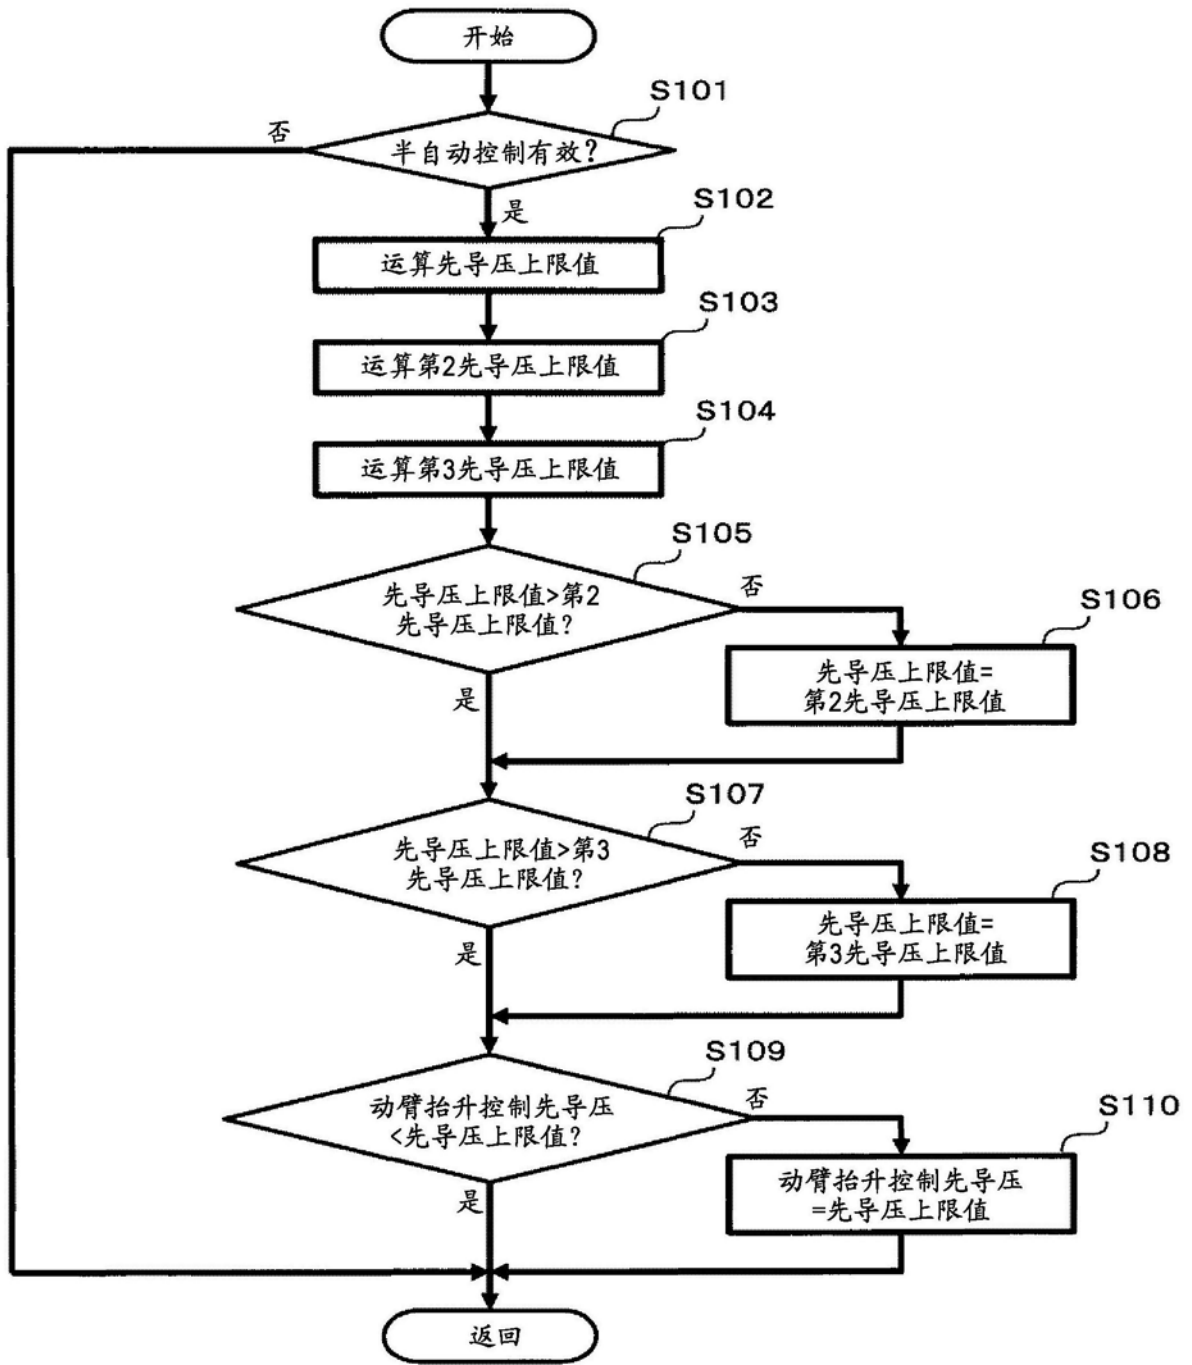 开始
S101
否
半自动控制有效?
是
S102
运算先导压上限值
S103
运算第2先导压上限值
S104
运算第3先导压上限值
S105
先导压上限值>第2
先导压上限值?
否
S106
先导压上限值=
第2先导压上限值
是
S107
先导压上限值>第3
先导压上限值?
否
S108
先导压上限值=
第3先导压上限值
是
S109
动臂抬升控制先导压
<先导压上限值?
否
S110
动臂抬升控制先导压
=先导压上限值
是
返回